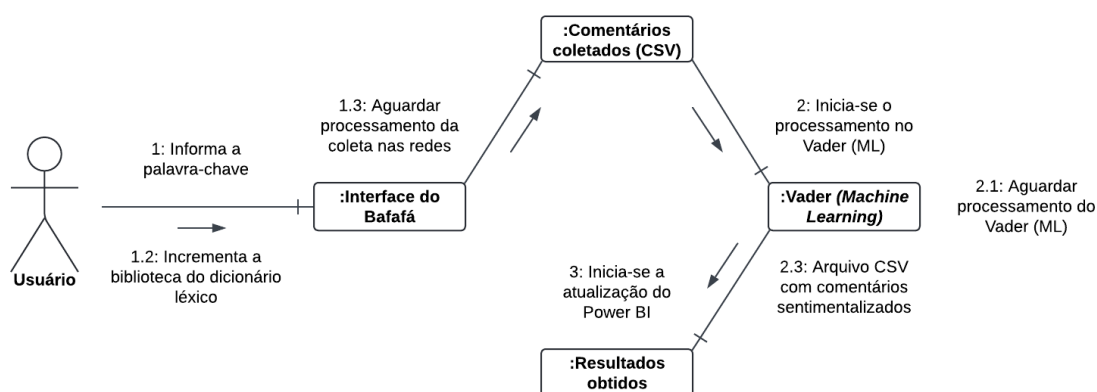 :Comentários
coletados (CSV)
1.3: Aguardar
processamento da
coleta nas redes
2: Inicia-se o
processamento no
Vader (ML)
1: Informa a
palavra-chave
:Interface do
Bafafá
:Vader (Machine
Learning)
2.1: Aguardar
processamento do
Vader (ML)
Usuário
1.2: Incrementa a
biblioteca do dicionário
léxico
3: Inicia-se a
atualização do
Power BI
2.3: Arquivo CSV
com comentários
sentimentalizados
:Resultados
obtidos